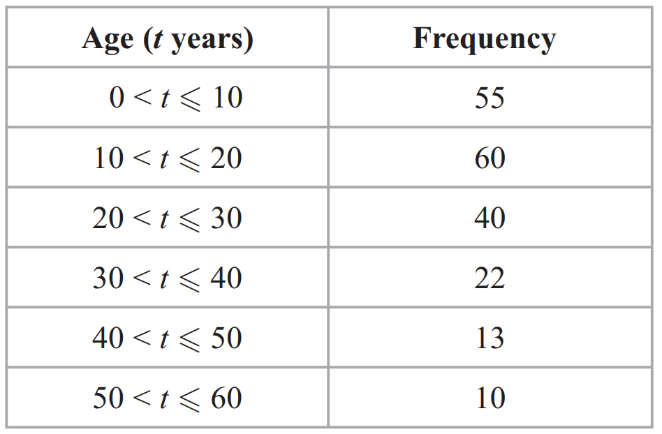 Age (t years) Frequency
0 < t ⩽ 10 55
10 < t ⩽ 20 60
20 < t ⩽ 30 40
30 < t ⩽ 40 22
40 < t ⩽ 50 13
50 < t ⩽ 60 10